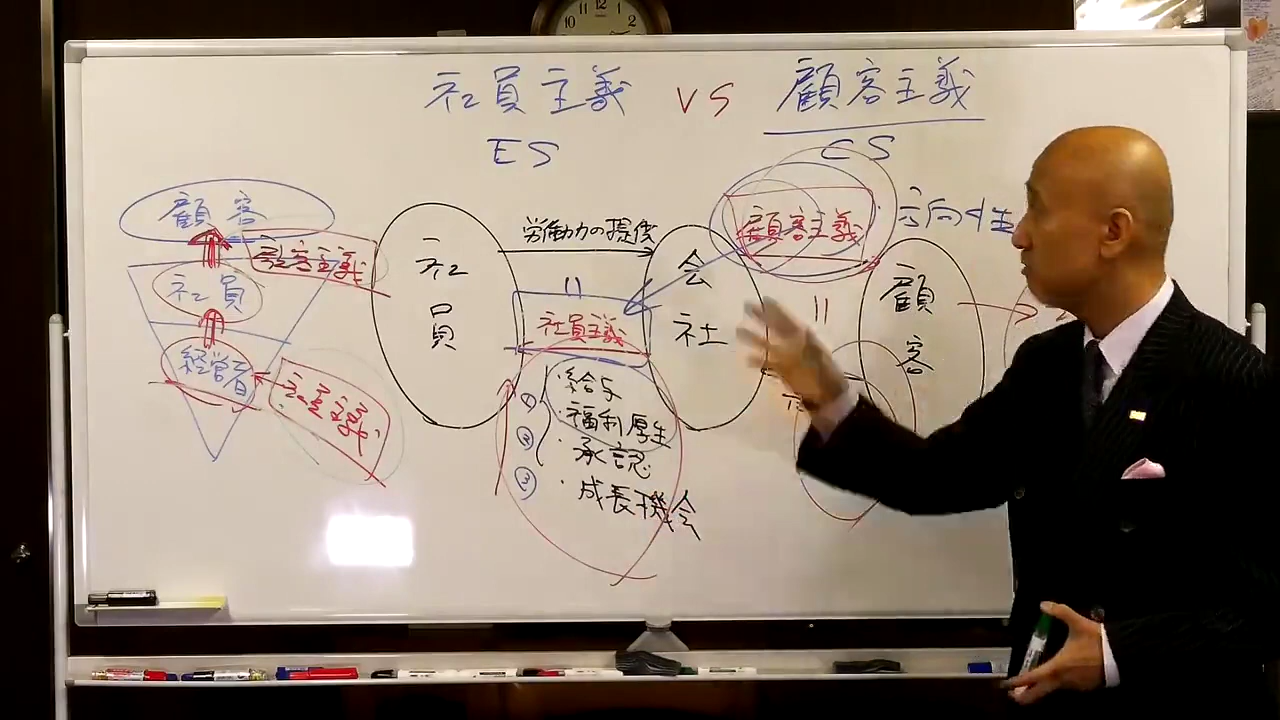 社員主義 vs 顧客主義
ES
CS
顧客
顧客主義
社員
経営者
社員主義
社員
労働力の提供
社員主義
・給与
①・福利厚生
②・承認
③・成長機会
会社
顧客主義
方向性
顧客